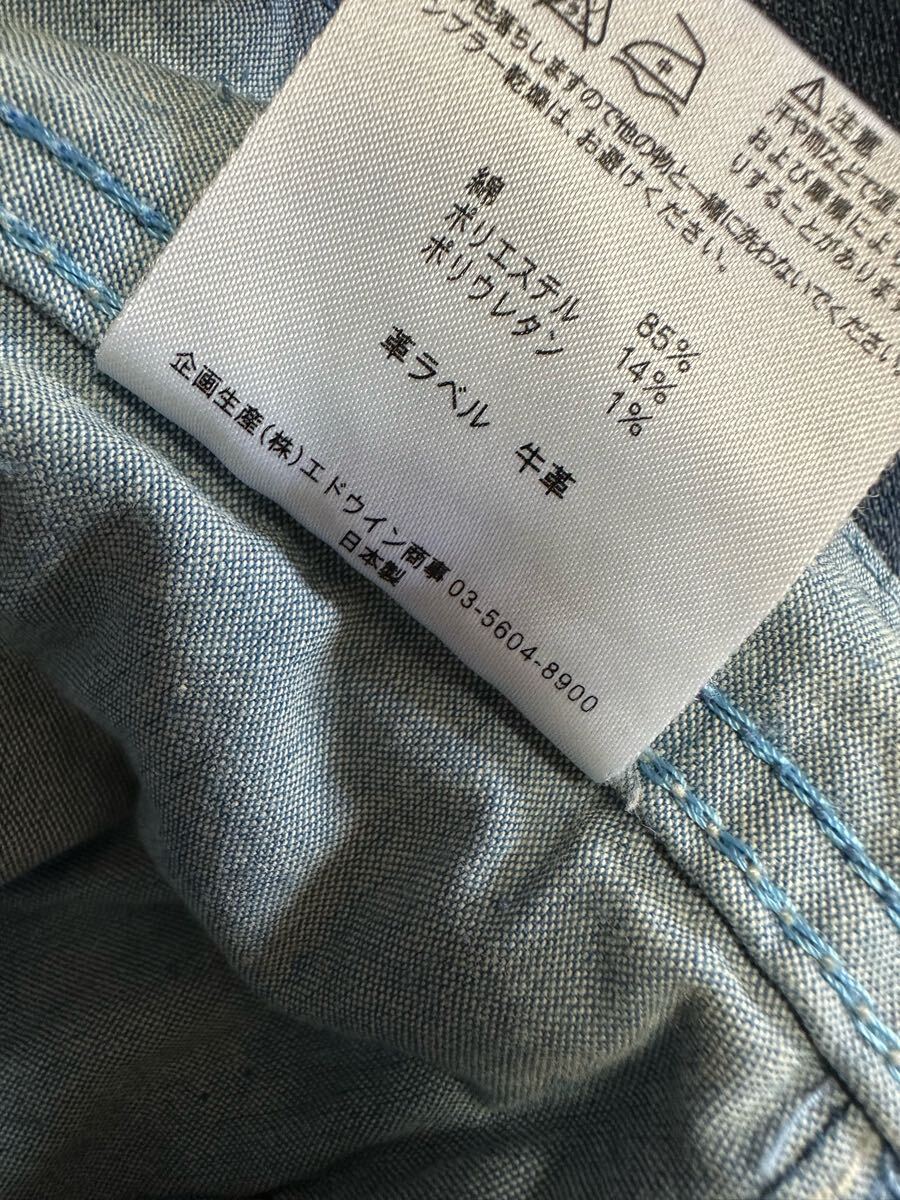 色落ちしますので他の物と一緒に洗わないでください。
ンブラー乾燥は、お避けください。
注意
汗や雨などで
および摩擦により
りすることがあります
綿 85%
ポリエステル 14%
ポリウレタン 1%
革ラベル 牛革
企画生産(株)エドウイン商事 03-5604-8900
日本製